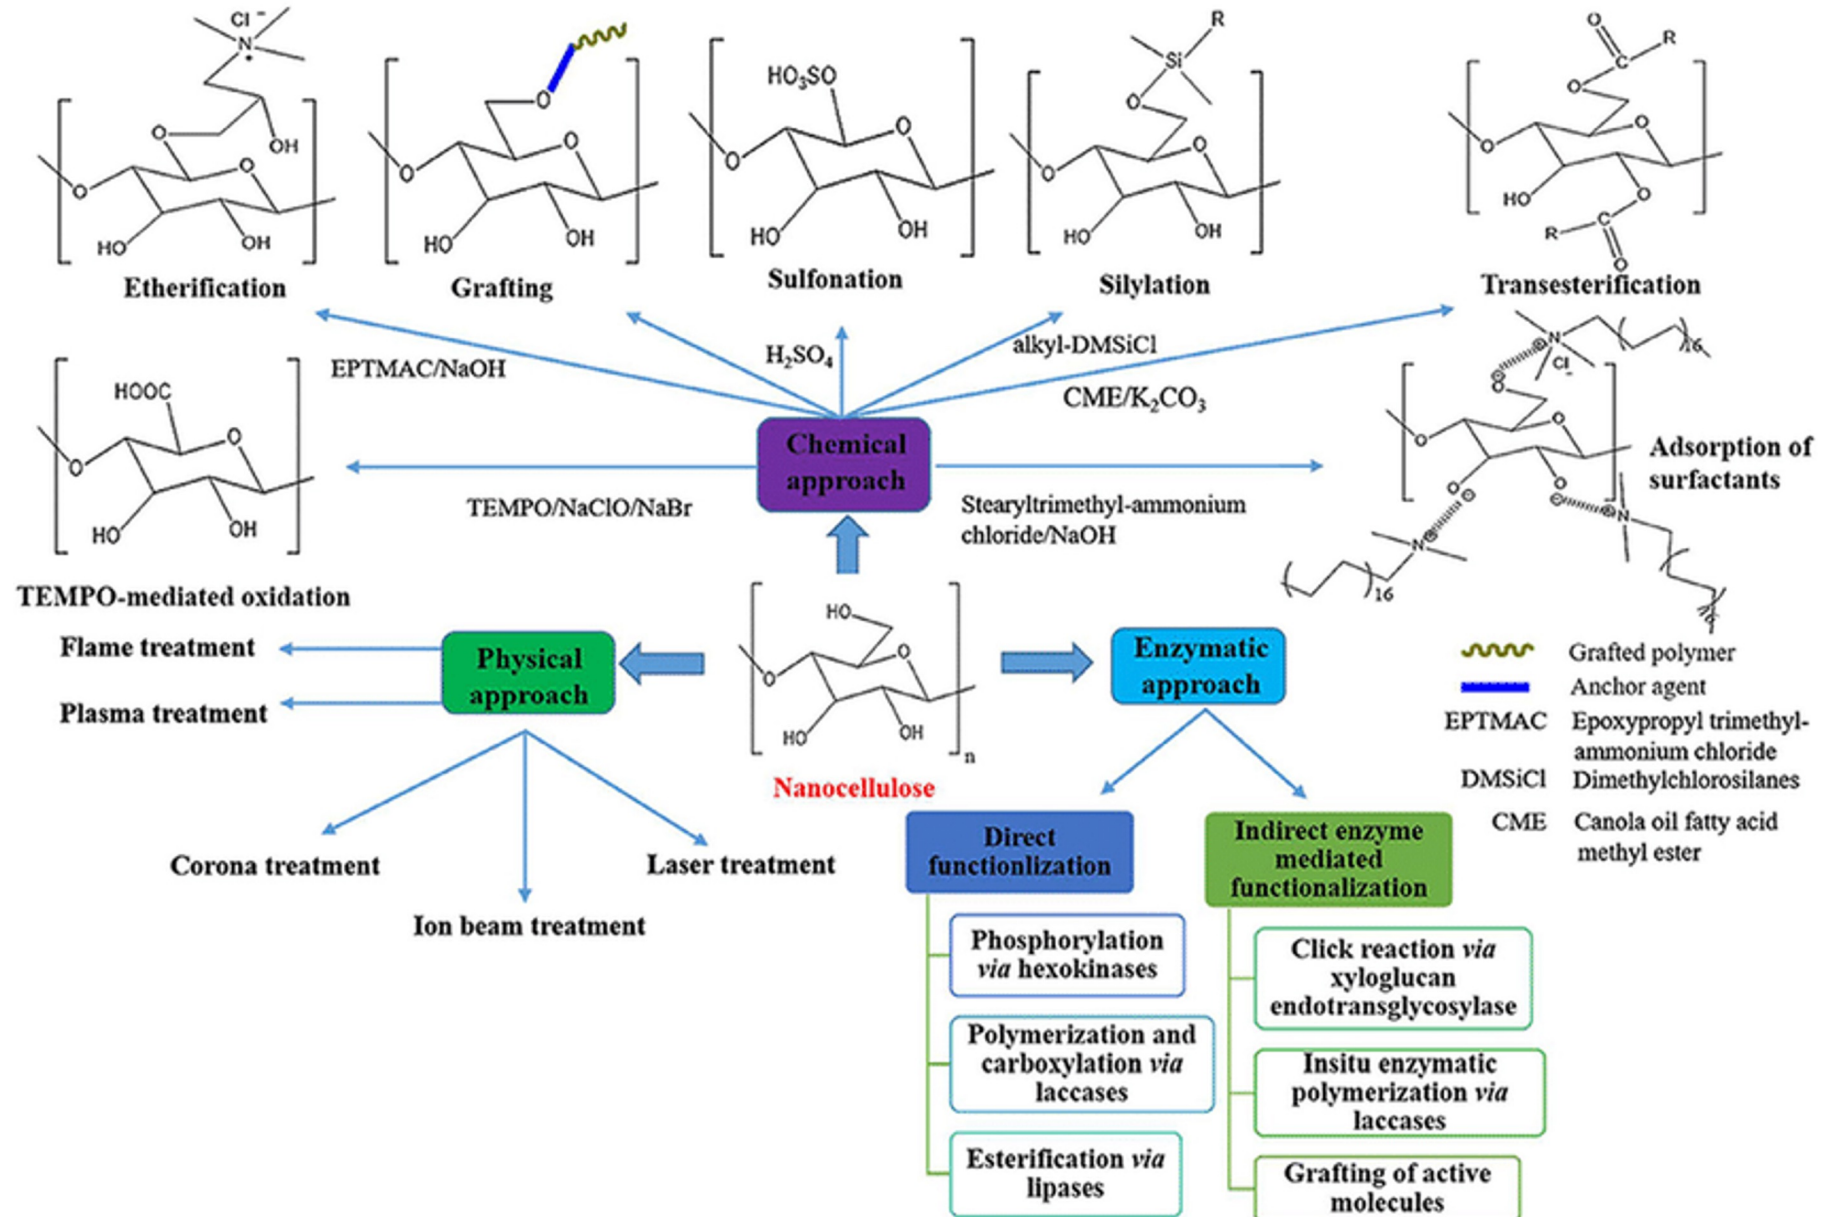 Cl⁻
N
O
OH
O
O
HO
OH
Etherification
O
O
O
HO
OH
Grafting
HO₃SO
O
O
HO
OH
Sulfonation
R
Si
O
O
O
HO
OH
Silylation
O
R
C
O
O
O
HO
O
R
C
O
Transesterification
EPTMAC/NaOH
H₂SO₄
alkyl-DMSiCl
CME/K₂CO₃
HOOC
O
O
HO
OH
TEMPO-mediated oxidation
TEMPO/NaClO/NaBr
Chemical
approach
Stearyltrimethyl-ammonium
chloride/NaOH
N
16
Cl⁻
O
O
O
O
O
N
N
16
Adsorption of
surfactants
Flame treatment
Plasma treatment
Physical
approach
Corona treatment
Ion beam treatment
Laser treatment
HO
O
O
HO
OH
n
Nanocellulose
Enzymatic
approach
Grafted polymer
Anchor agent
EPTMAC Epoxypropyl trimethyl-
ammonium chloride
DMSiCl Dimethylchlorosilanes
CME Canola oil fatty acid
methyl ester
Direct
functionlization
Phosphorylation
via hexokinases
Polymerization and
carboxylation via
laccases
Esterification via
lipases
Indirect enzyme
mediated
functionalization
Click reaction via
xyloglucan
endotransglycosylase
Insitu enzymatic
polymerization via
laccases
Grafting of active
molecules